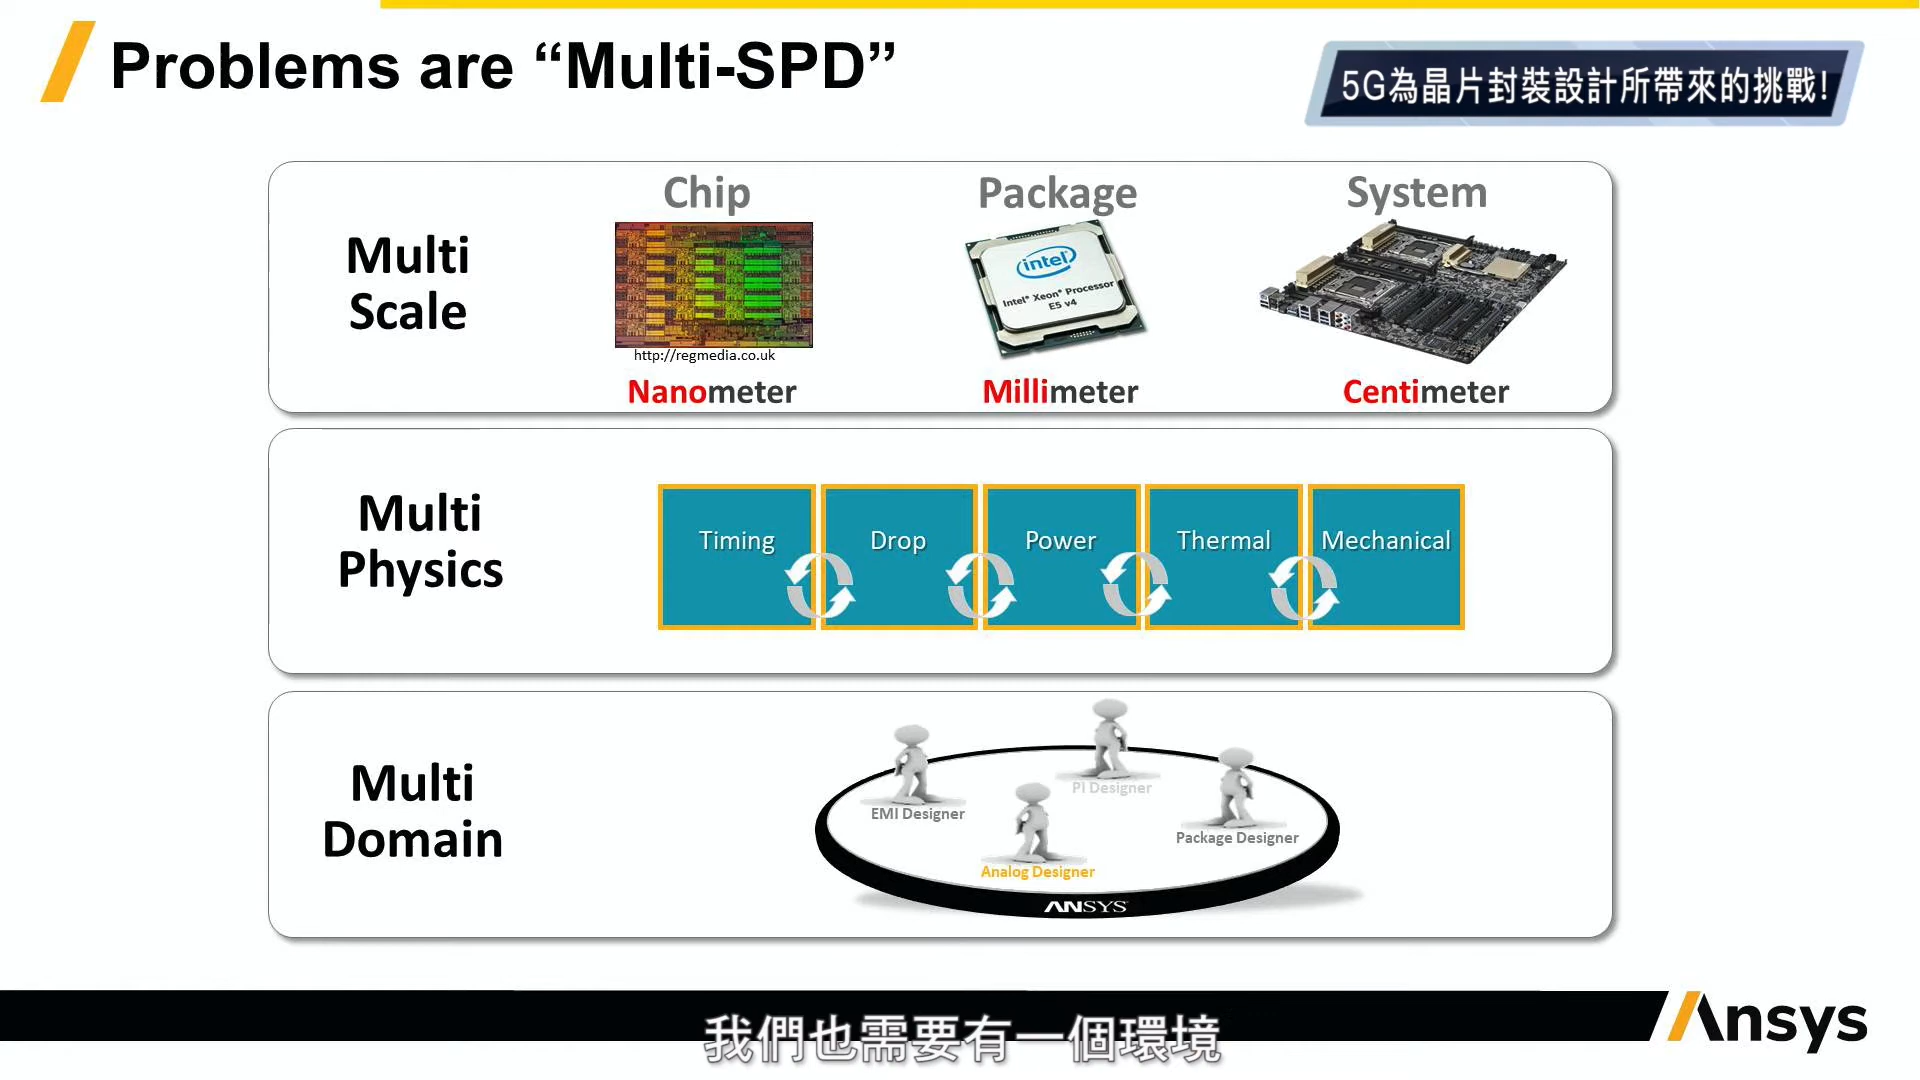 Problems are “Multi-SPD”
5G為晶片封裝設計所帶來的挑戰!
Multi
Scale
Chip
Package
System
intel
Intel® Xeon® Processor
E5 v4
http://regmedia.co.uk
Nanometer
Millimeter
Centimeter
Multi
Physics
Timing
Drop
Power
Thermal
Mechanical
Multi
Domain
PI Designer
EMI Designer
Package Designer
Analog Designer
ANSYS
我們也需要有一個環境
Ansys